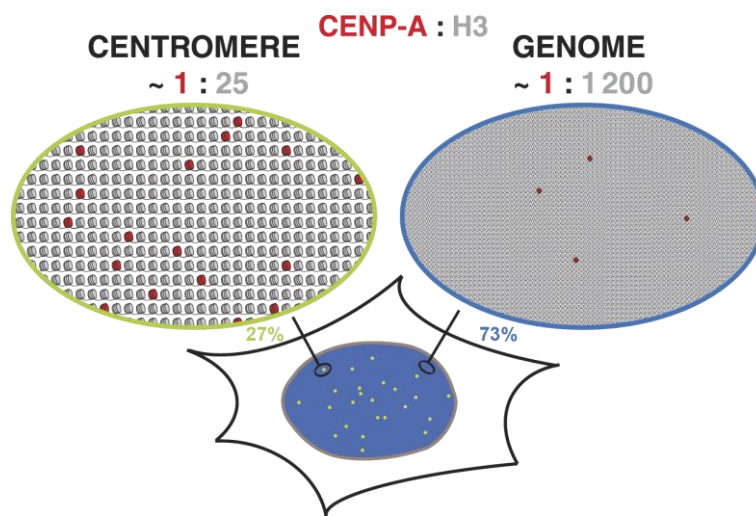 CENP-A : H3
CENTROMERE
~ 1 : 25
GENOME
~ 1 : 1 200
27%
73%